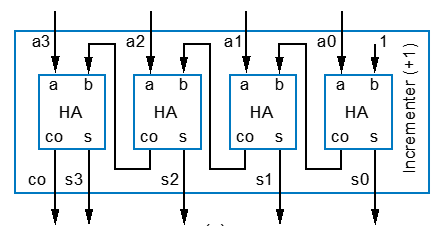 a3 a2 a1 a0 1
a b a b a b a b
HA HA HA HA
co s co s co s co s
co s3 s2 s1 s0
Incrementer (+1)